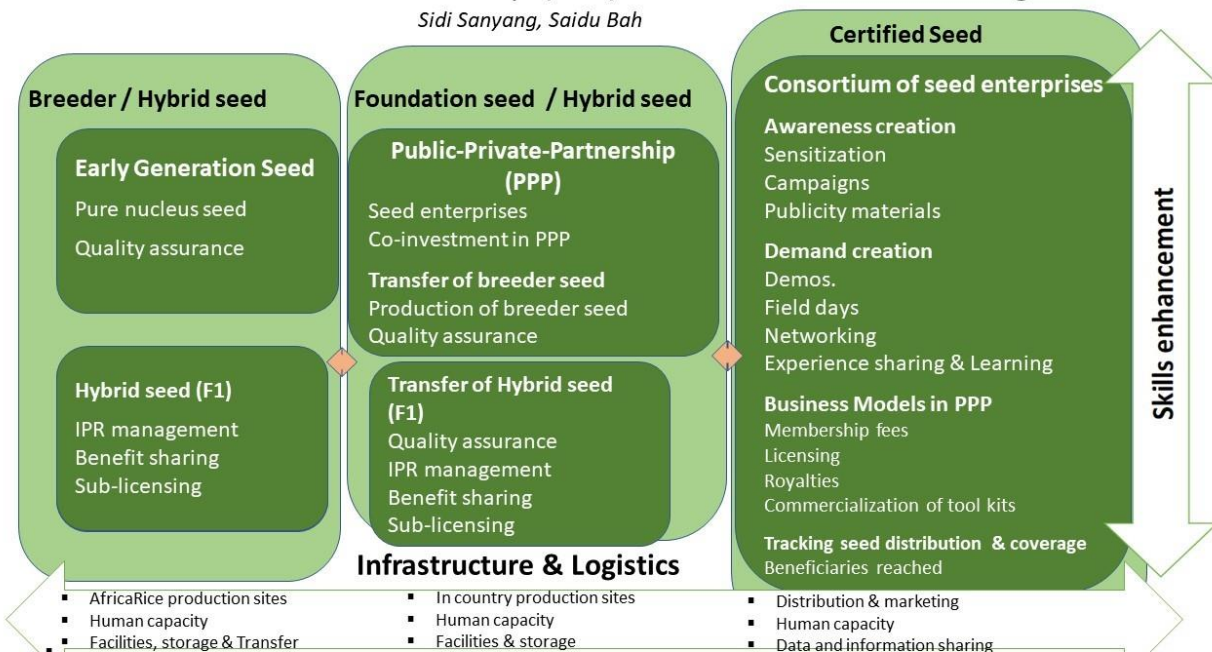 Sidi Sanyang, Saidu Bah
Breeder / Hybrid seed
Early Generation Seed
Pure nucleus seed
Quality assurance
Hybrid seed (F1)
IPR management
Benefit sharing
Sub-licensing
Foundation seed / Hybrid seed
Public-Private-Partnership
(PPP)
Seed enterprises
Co-investment in PPP
Transfer of breeder seed
Production of breeder seed
Quality assurance
Transfer of Hybrid seed
(F1)
Quality assurance
IPR management
Benefit sharing
Sub-licensing
Certified Seed
Consortium of seed enterprises
Awareness creation
Sensitization
Campaigns
Publicity materials
Demand creation
Demos.
Field days
Networking
Experience sharing & Learning
Business Models in PPP
Membership fees
Licensing
Royalties
Commercialization of tool kits
Tracking seed distribution & coverage
Beneficiaries reached
Skills enhancement
Infrastructure & Logistics
▪ AfricaRice production sites
▪ Human capacity
▪ Facilities, storage & Transfer
▪ In country production sites
▪ Human capacity
▪ Facilities & storage
▪ Distribution & marketing
▪ Human capacity
▪ Data and information sharing